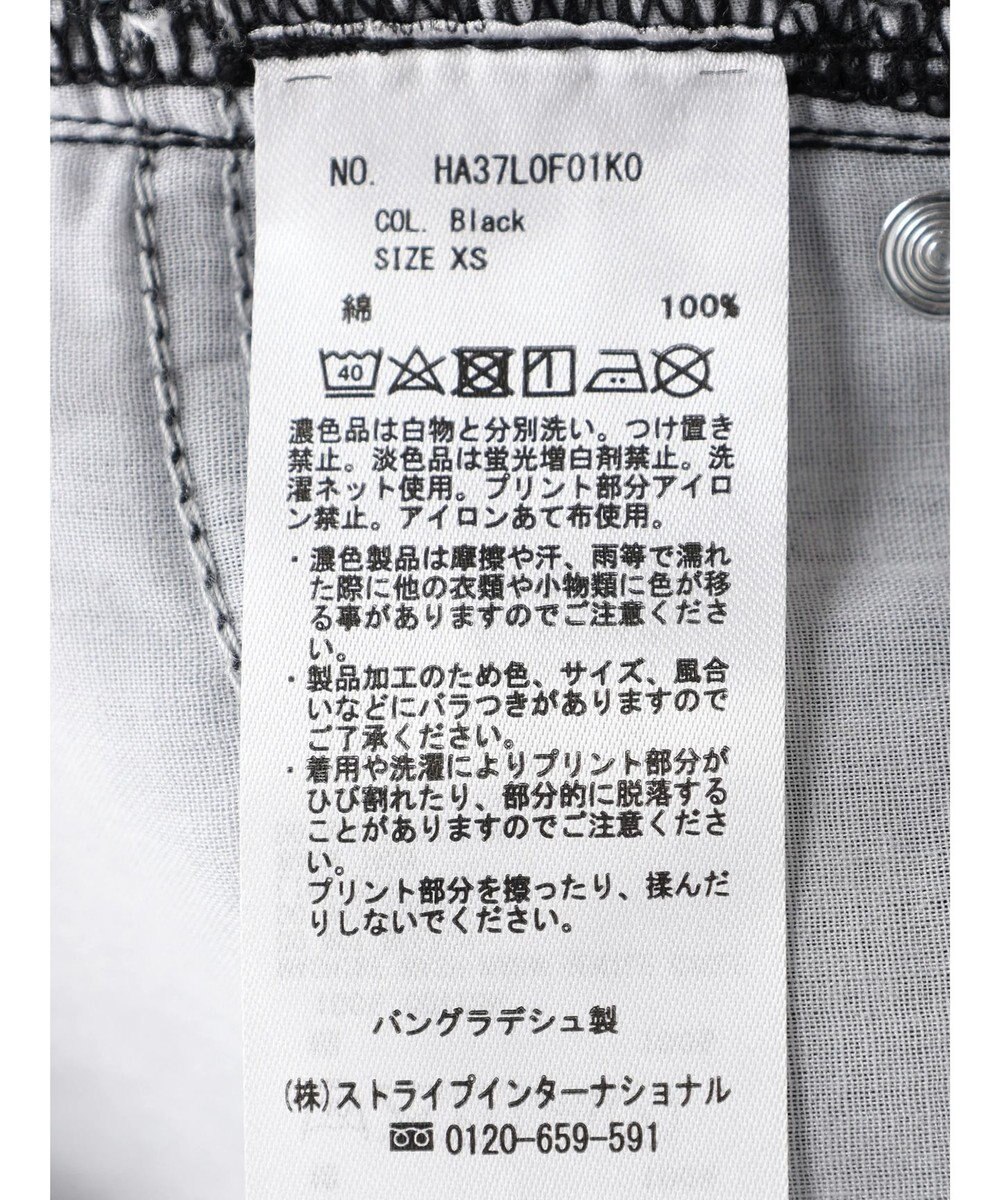 NO. HA37L0F01K0
COL. Black
SIZE XS
綿 100%
40
濃色品は白物と分別洗い。つけ置き
禁止。淡色品は蛍光増白剤禁止。洗
濯ネット使用。プリント部分アイロ
ン禁止。アイロンあて布使用。
・濃色製品は摩擦や汗、雨等で濡れ
た際に他の衣類や小物類に色が移
る事がありますのでご注意くださ
い。
・製品加工のため色、サイズ、風合
いなどにバラつきがありますので
ご了承ください。
・着用や洗濯によりプリント部分が
ひび割れたり、部分的に脱落する
ことがありますのでご注意くださ
い。
プリント部分を擦ったり、揉んだ
りしないでください。
バングラデシュ製
(株)ストライプインターナショナル
0120-659-591